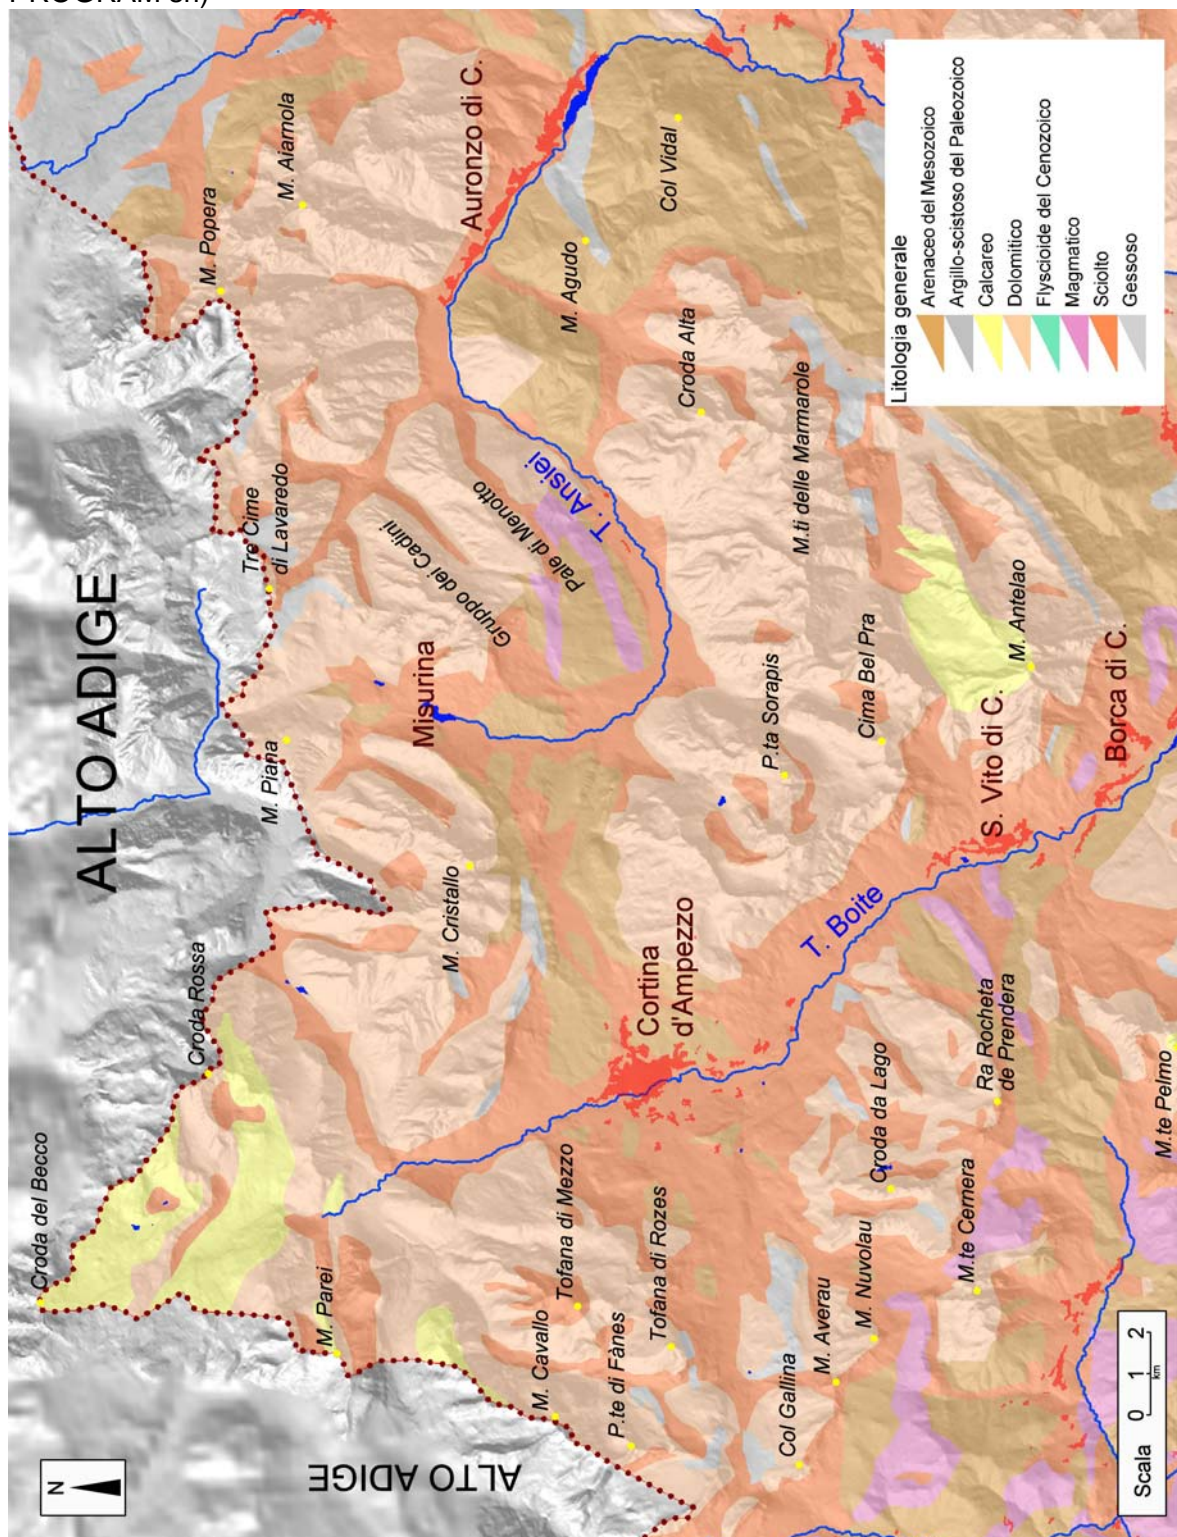 ALTO ADIGE
Croda del Becco
Croda Rossa
M. Piana
Tre Cime
di Lavaredo
M. Popera
M. Aiarnola
M. Parei
M. Cristallo
Misurina
Gruppo dei Cadini
Pale di Menotto
T. Ansiei
Auronzo di C.
M. Agudo
Col Vidal
M. Cavallo
P.te di Fànes
Tofana di Mezzo
Tofana di Rozes
Cortina
d'Ampezzo
Croda Alta
M.ti delle Marmarole
P.ta Sorapis
Cima Bel Pra
T. Boite
Col Gallina
M. Averau
M. Nuvolau
Croda da Lago
S. Vito di C.
M. Antelao
Borca di C.
M.te Cernera
Ra Rocheta
de Prendera
M.te Pelmo
ALTO ADIGE
N
Scala 0 1 2
km
Litologia generale
Arenaceo del Mesozoico
Argillo-scistoso del Paleozoico
Calcareo
Dolomitico
Flyscioide del Cenozoico
Magmatico
Sciolto
Gessoso